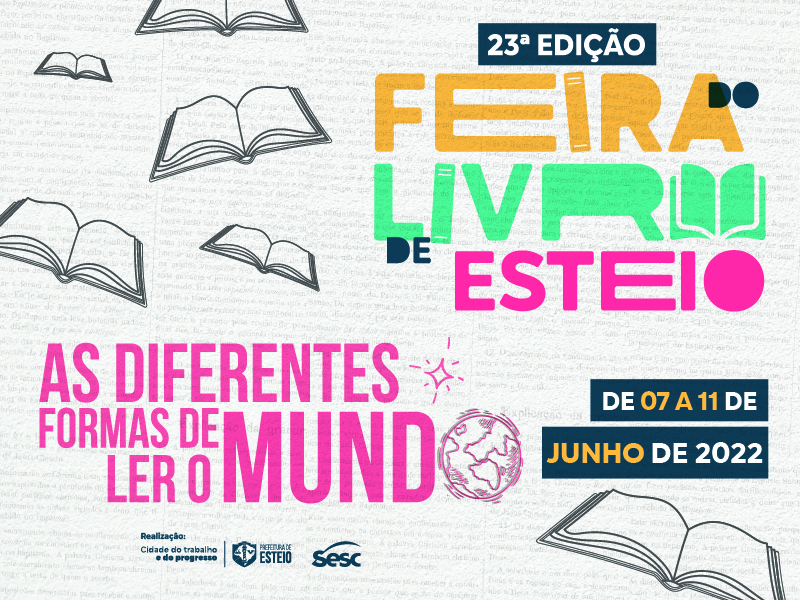 23ª EDIÇÃO
FEIRA DO
LIVRO
DE
ESTEIO
AS DIFERENTES
FORMAS DE
LER O MUNDO
DE 07 A 11 DE
JUNHO DE 2022
Realização:
Cidade do trabalho
e do progresso
PREFEITURA DE
ESTEIO
Sesc